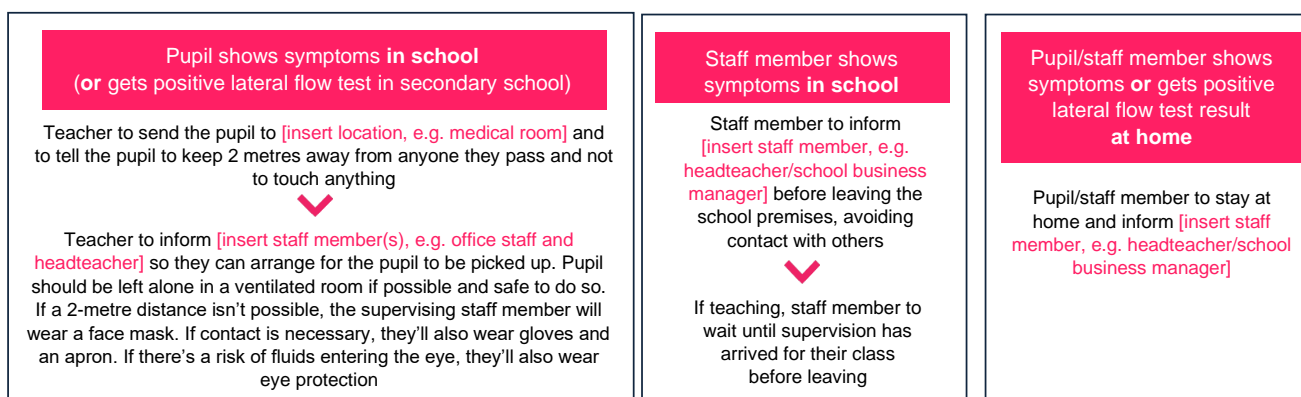 Pupil shows symptoms in school
(or gets positive lateral flow test in secondary school)
Teacher to send the pupil to [insert location, e.g. medical room] and
to tell the pupil to keep 2 metres away from anyone they pass and not
to touch anything
Teacher to inform [insert staff member(s), e.g. office staff and
headteacher] so they can arrange for the pupil to be picked up. Pupil
should be left alone in a ventilated room if possible and safe to do so.
If a 2-metre distance isn’t possible, the supervising staff member will
wear a face mask. If contact is necessary, they’ll also wear gloves and
an apron. If there’s a risk of fluids entering the eye, they’ll also wear
eye protection
Staff member shows
symptoms in school
Staff member to inform
[insert staff member, e.g.
headteacher/school business
manager] before leaving the
school premises, avoiding
contact with others
If teaching, staff member to
wait until supervision has
arrived for their class
before leaving
Pupil/staff member shows
symptoms or gets positive
lateral flow test result
at home
Pupil/staff member to stay at
home and inform [insert staff
member, e.g. headteacher/school
business manager]